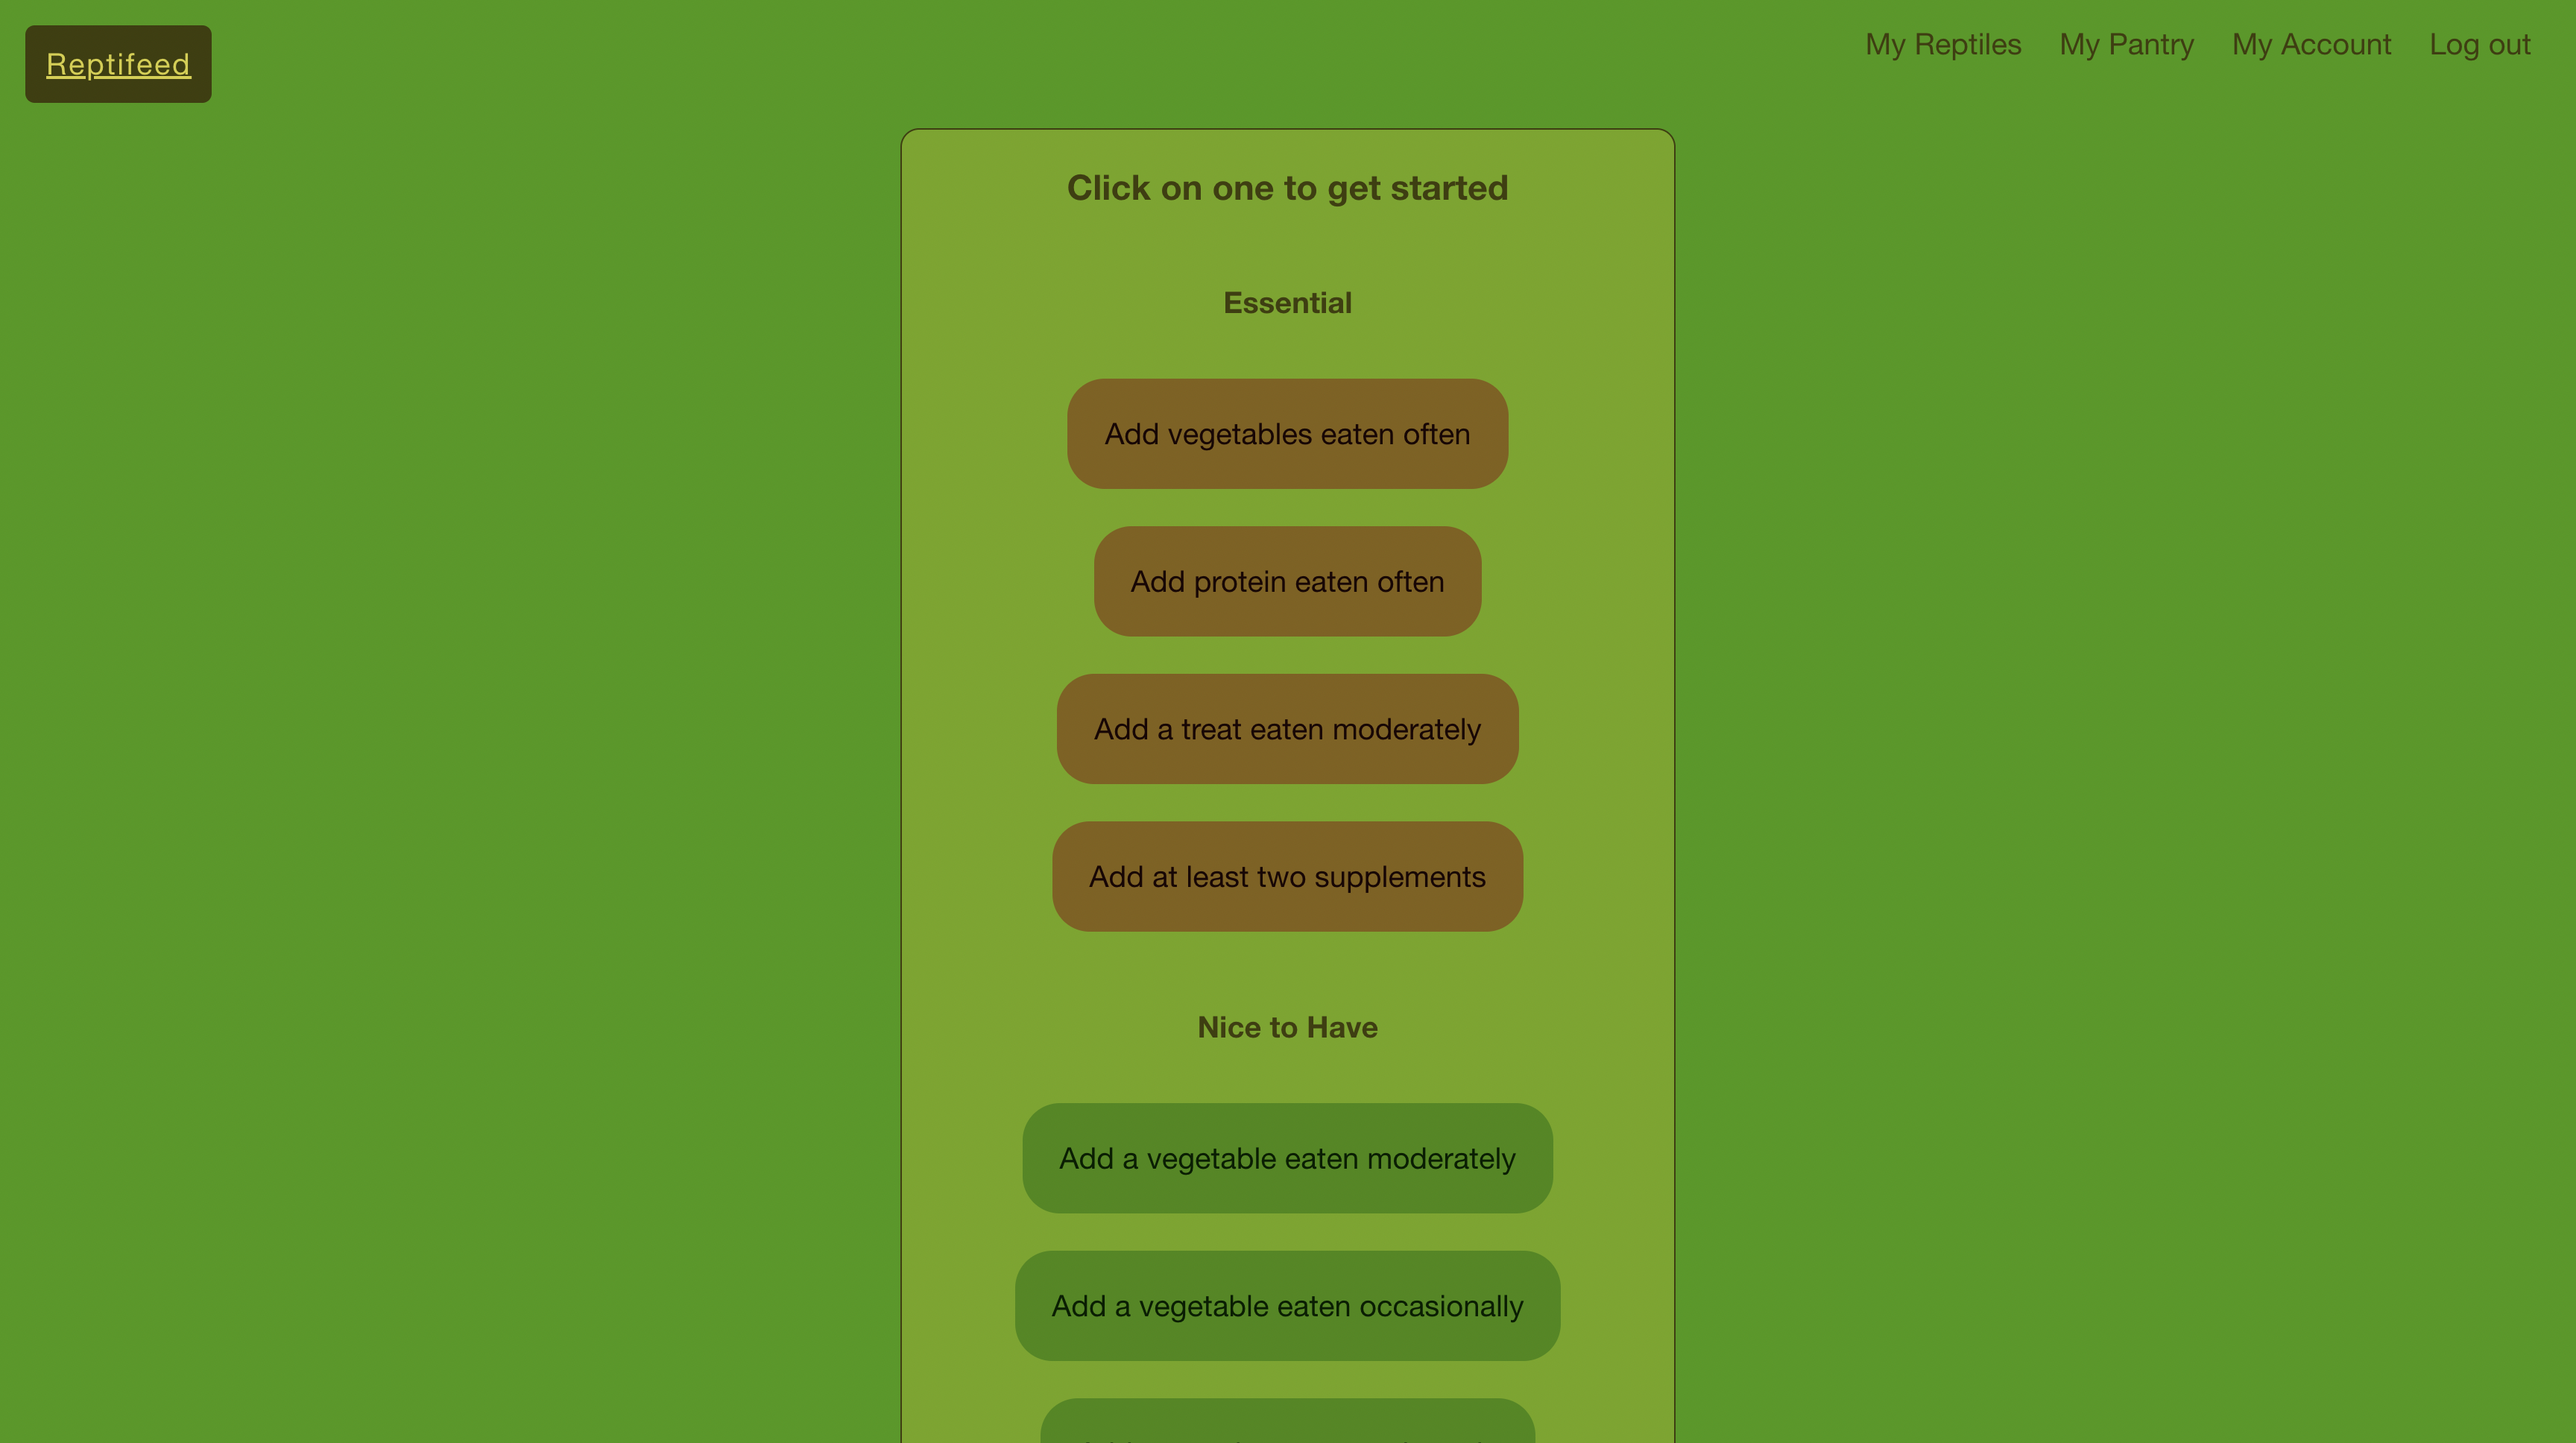 Reptifeed
My Reptiles
My Pantry
My Account
Log out
Click on one to get started
Essential
Add vegetables eaten often
Add protein eaten often
Add a treat eaten moderately
Add at least two supplements
Nice to Have
Add a vegetable eaten moderately
Add a vegetable eaten occasionally